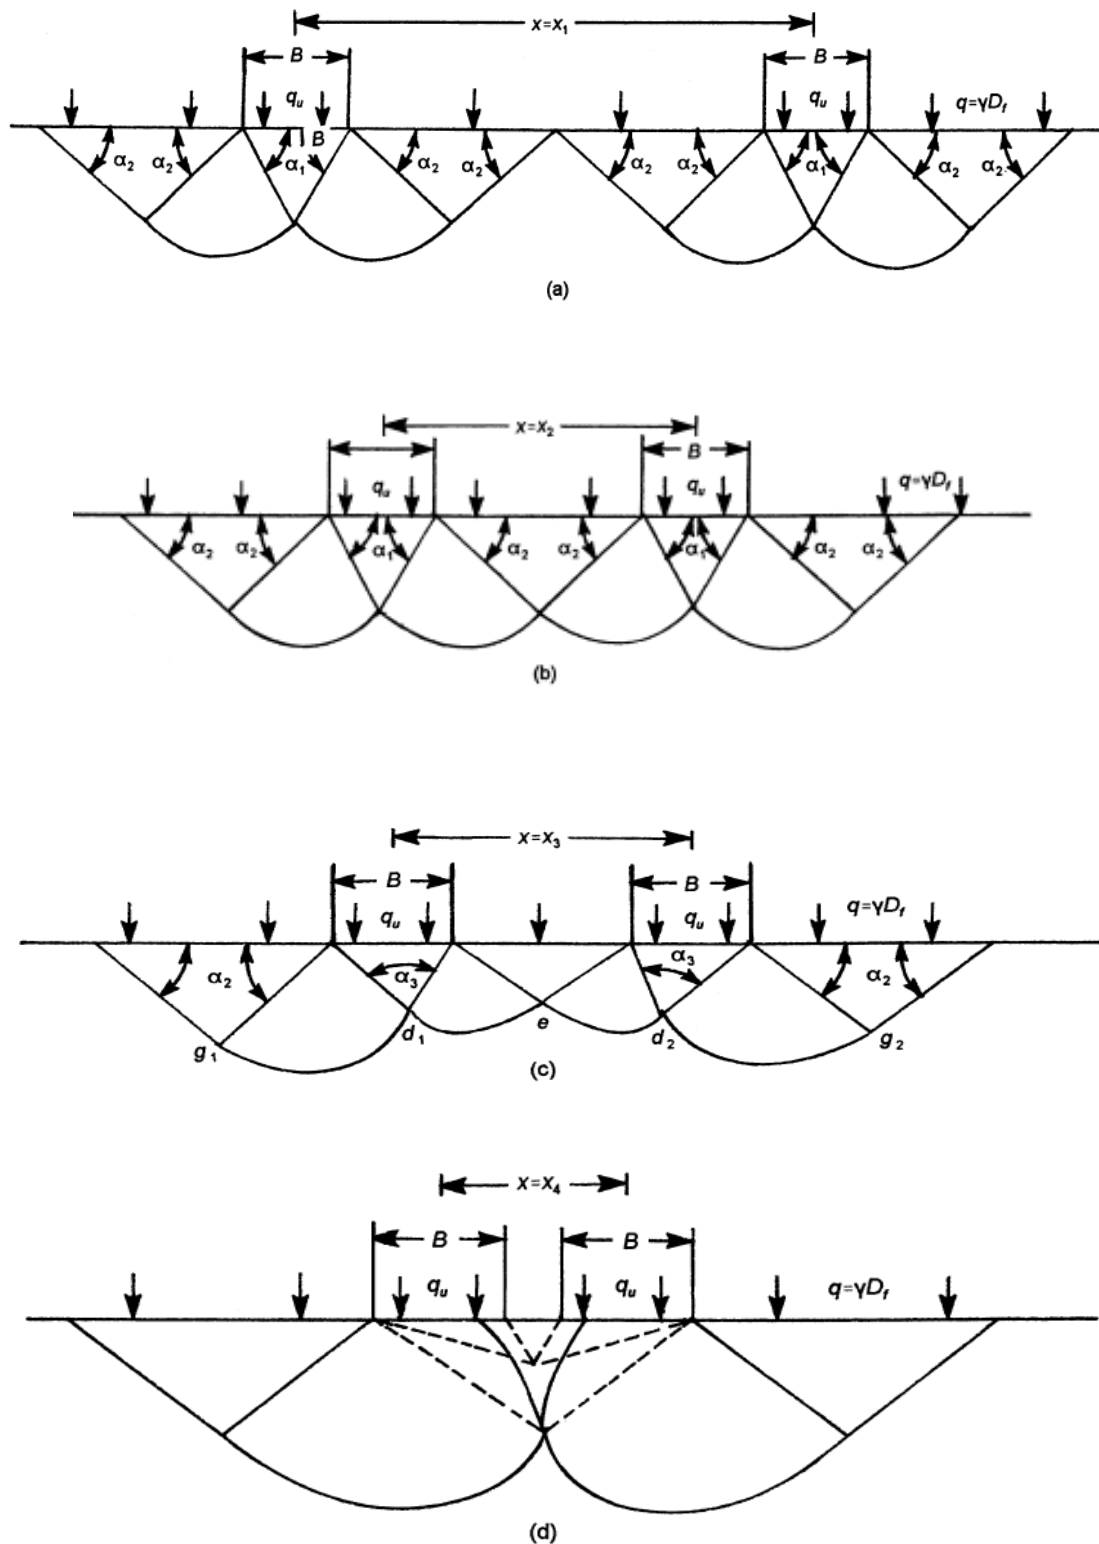 x=x₁
B B
qᵤ qᵤ q=γD_f
B
α₂ α₂ α₁ α₂ α₂ α₂ α₂ α₁ α₂ α₂
(a)
x=x₂
B
qᵤ qᵤ q=γD_f
α₂ α₂ α₁ α₂ α₂ α₁ α₂ α₂
(b)
x=x₃
B B
qᵤ qᵤ q=γD_f
α₂ α₃ α₃ α₂
g₁ d₁ e d₂ g₂
(c)
x=x₄
B B
qᵤ qᵤ q=γD_f
(d)